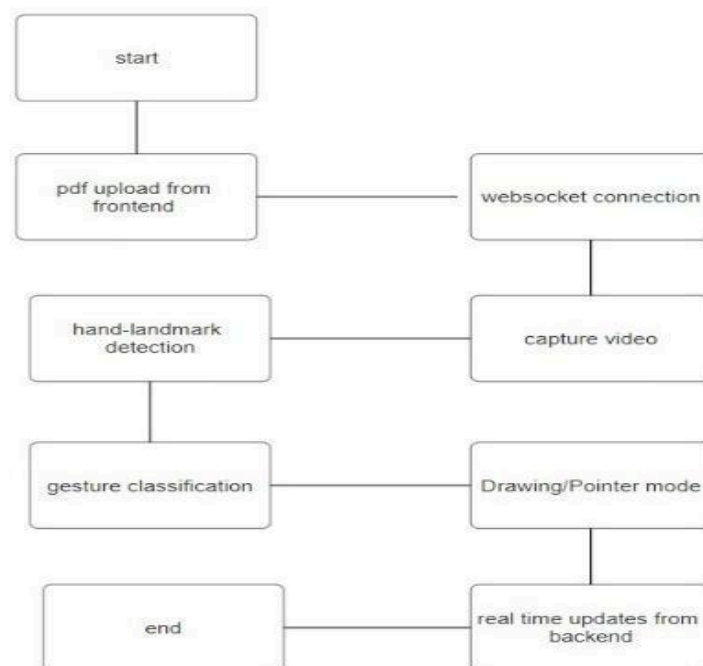 start
pdf upload from
frontend
websocket connection
capture video
hand-landmark
detection
gesture classification
Drawing/Pointer mode
real time updates from
backend
end